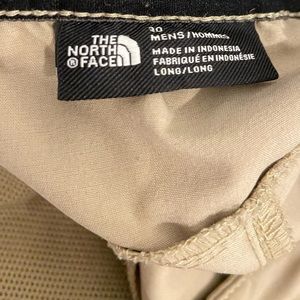 THE
NORTH
FACE
®
30
MENS/HOMMES
MADE IN INDONESIA
FABRIQUÉ EN INDONÉSIE
LONG/LONG